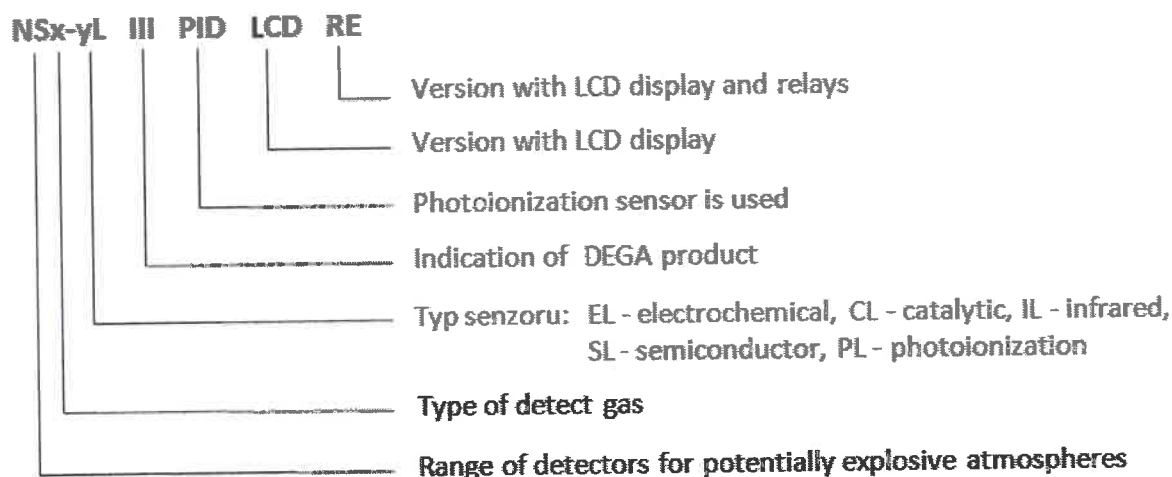 NSx-yL III PID LCD RE
Version with LCD display and relays
Version with LCD display
Photoionization sensor is used
Indication of DEGA product
Typ senzoru: EL - electrochemical, CL - catalytic, IL - infrared,
SL - semiconductor, PL - photoionization
Type of detect gas
Range of detectors for potentially explosive atmospheres